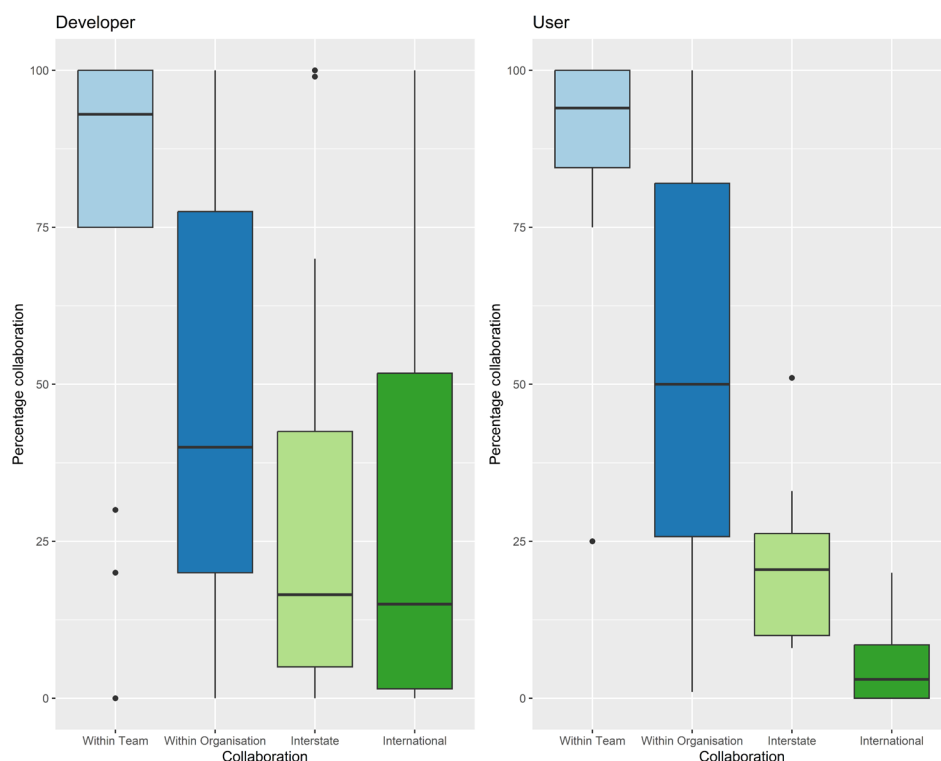 Developer
100
75
50
25
0
Percentage collaboration
Within Team
Within Organisation
Interstate
International
Collaboration
User
100
75
50
25
0
Percentage collaboration
Within Team
Within Organisation
Interstate
International
Collaboration